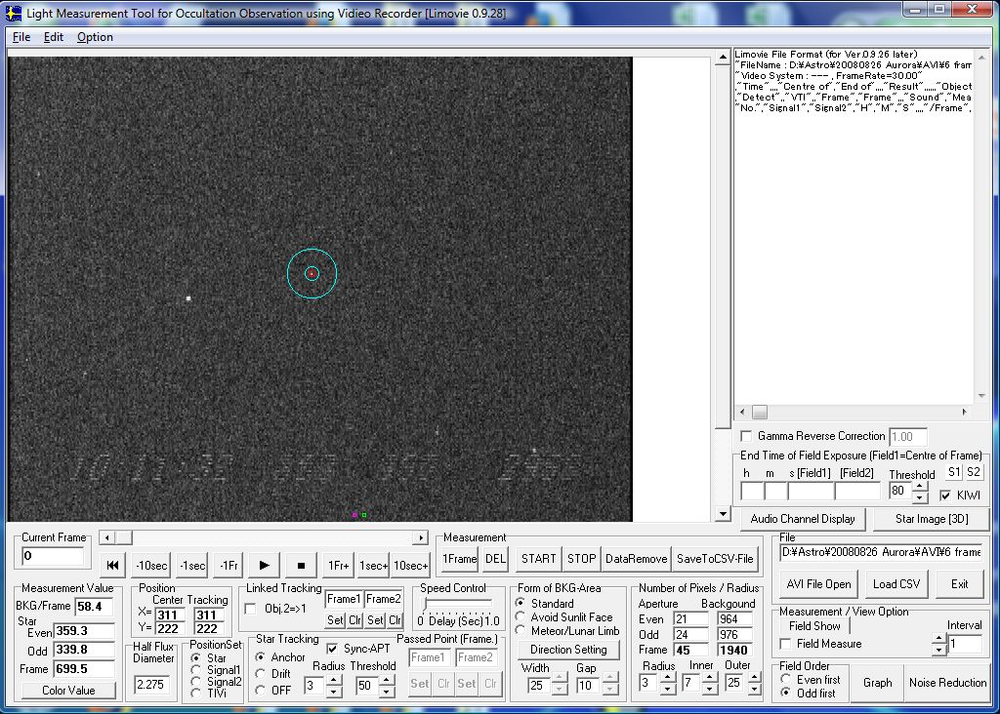 Light Measurement Tool for Occultation Observation using Vidieo Recorder [Limovie 0.9.28]
File Edit Option
Limovie File Format (for Ver.0.9.26 later)
"FileName : D:¥Astro¥20080826 Aurora¥AVI¥6 fram
"Video System : --- , FrameRate=30.00"
,"Time",,,,"Centre of","End of",,,"Result",,,,,,"Object
,"Detect",,"VTI",,"Frame","Frame",,,"Sound","Mea
"No.","Signal1","Signal2","H","M","S",,,,"/Frame",
Gamma Reverse Correction 1.00
End Time of Field Exposure (Field1=Centre of Frame)
h m s [Field1] [Field2] Threshold S1 S2
80 KIWI
Audio Channel Display Star Image [3D]
Current Frame
0
-10sec -1sec -1Fr 1Fr+ 1sec+ 10sec+
Measurement
1Frame DEL START STOP DataRemove SaveToCSV-File
File
D:¥Astro¥20080826 Aurora¥AVI¥6 frame
AVI File Open Load CSV Exit
Measurement Value
BKG/Frame 58.4
Star
Even 359.3
Odd 339.8
Frame 699.5
Color Value
Position
Center Tracking
X= 311 311
Y= 222 222
Half Flux
Diameter
2.275
PositionSet
Star
Signal1
Signal2
TIVi
Linked Tracking
Obj.2=>1
Frame1 Frame2
Set Clr Set Clr
Speed Control
0 Delay (Sec) 1.0
Star Tracking Sync-APT Passed Point (Frame.)
Anchor Radius Threshold Frame1 Frame2
Drift
OFF 3 50 Set Clr Set Clr
Form of BKG-Area
Standard
Avoid Sunlit Face
Meteor/Lunar Limb
Direction Setting
Width Gap
25 10
Number of Pixels / Radius
Aperture Backgound
Even 21 964
Odd 24 976
Frame 45 1940
Radius Inner Outer
3 7 25
Measurement / View Option
Field Show Interval
Field Measure 1
Field Order
Even first
Odd first
Graph Noise Reduction